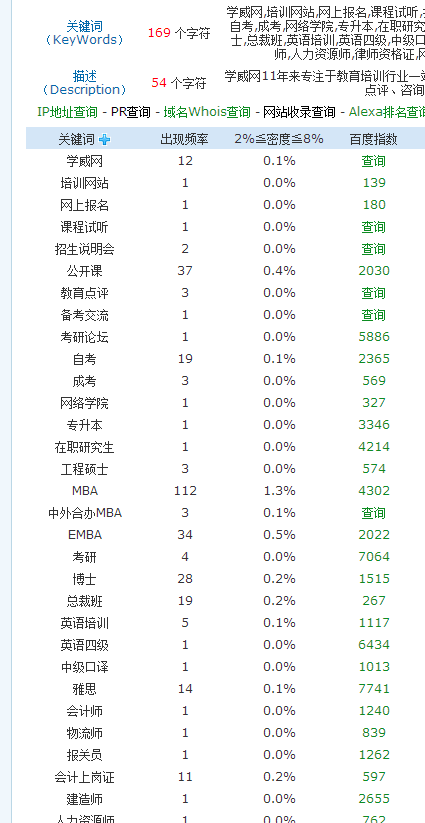 学威网,培训网站,网上报名,课程试听,
关键词
（KeyWords）
169 个字符
自考,成考,网络学院,专升本,在职研究
士,总裁班,英语培训,英语四级,中级口
师,人力资源师,律师资格证,
描述
（Description）
54 个字符
学威网11年来专注于教育培训行业一
点评、咨询
IP地址查询 - PR查询 - 域名Whois查询 - 网站收录查询 - Alexa排名查询
关键词 出现频率 2%≦密度≦8% 百度指数
学威网 12 0.1% 查询
培训网站 1 0.0% 139
网上报名 1 0.0% 180
课程试听 1 0.0% 查询
招生说明会 2 0.0% 查询
公开课 37 0.4% 2030
教育点评 3 0.0% 查询
备考交流 1 0.0% 查询
考研论坛 1 0.0% 5886
自考 19 0.1% 2365
成考 3 0.0% 569
网络学院 1 0.0% 327
专升本 1 0.0% 3346
在职研究生 1 0.0% 4214
工程硕士 3 0.0% 574
MBA 112 1.3% 4302
中外合办MBA 3 0.1% 查询
EMBA 34 0.5% 2022
考研 4 0.0% 7064
博士 28 0.2% 1515
总裁班 19 0.2% 267
英语培训 5 0.1% 1117
英语四级 1 0.0% 6434
中级口译 1 0.0% 1013
雅思 14 0.1% 7741
会计师 1 0.0% 1240
物流师 1 0.0% 839
报关员 1 0.0% 1262
会计上岗证 11 0.2% 597
建造师 1 0.0% 2655
人力资源师 1 0.0% 762